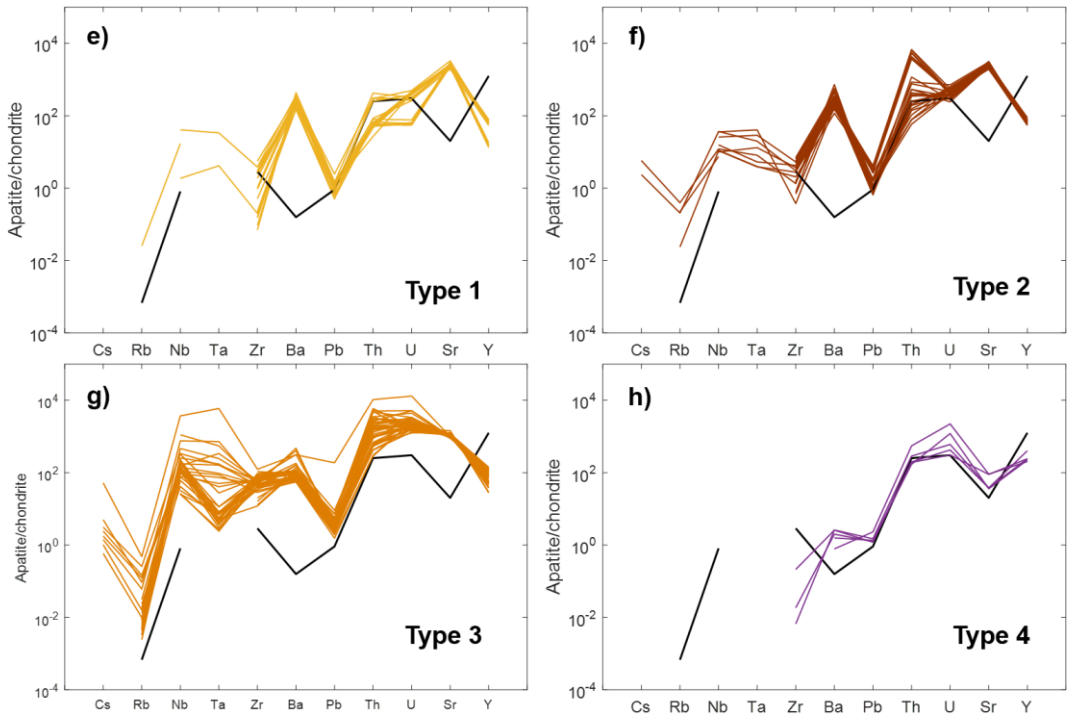 e)
Apatite/chondrite
10^4
10^2
10^0
10^-2
10^-4
Type 1
Cs Rb Nb Ta Zr Ba Pb Th U Sr Y
f)
Apatite/chondrite
10^4
10^2
10^0
10^-2
10^-4
Type 2
Cs Rb Nb Ta Zr Ba Pb Th U Sr Y
g)
Apatite/chondrite
10^4
10^2
10^0
10^-2
10^-4
Type 3
Cs Rb Nb Ta Zr Ba Pb Th U Sr Y
h)
Apatite/chondrite
10^4
10^2
10^0
10^-2
10^-4
Type 4
Cs Rb Nb Ta Zr Ba Pb Th U Sr Y